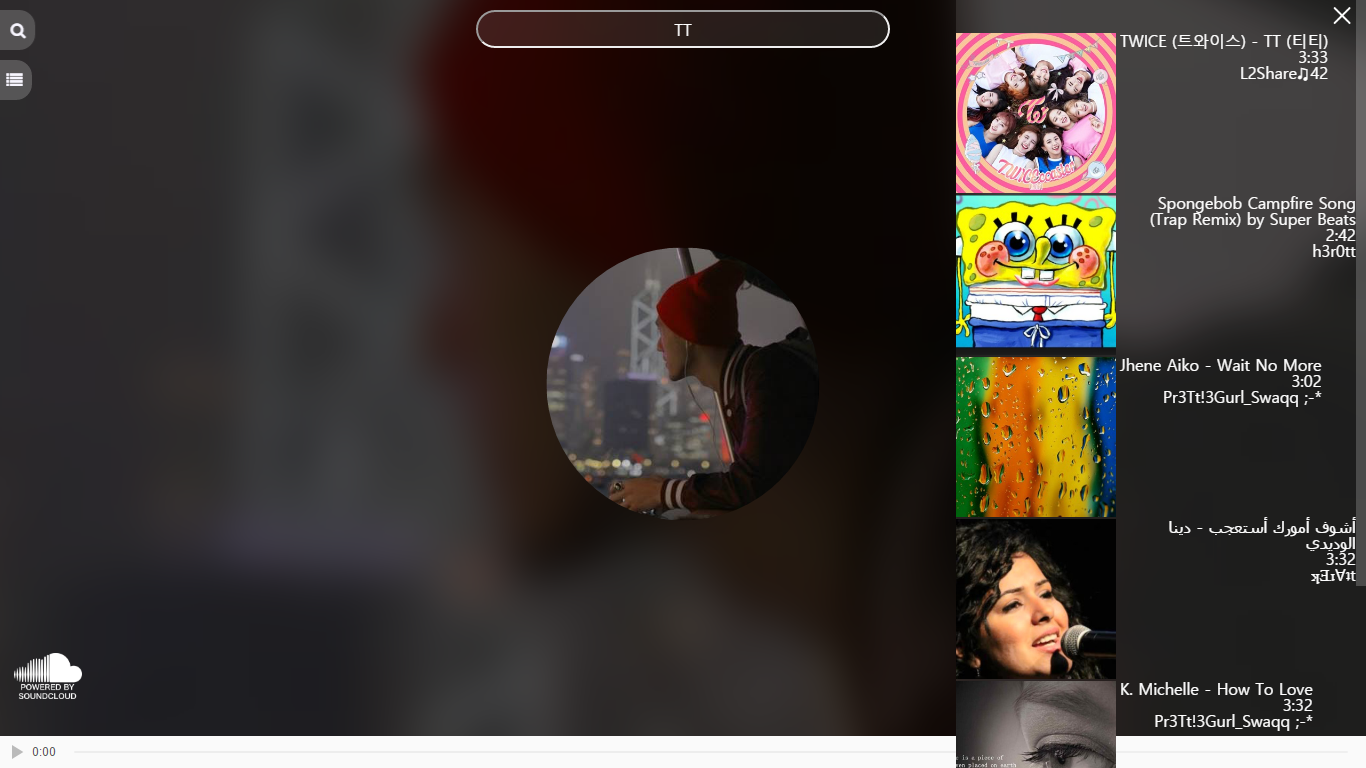 TT
TWICE (트와이스) - TT (티티)
3:33
L2Share♫42
Spongebob Campfire Song
(Trap Remix) by Super Beats
2:42
h3r0tt
Jhene Aiko - Wait No More
3:02
Pr3Tt!3Gurl_Swaqq ;-*
أشوف أمورك أستعجب - دينا
الوديدي
3:32
K. Michelle - How To Love
3:32
Pr3Tt!3Gurl_Swaqq ;-*
POWERED BY
SOUNDCLOUD
0:00